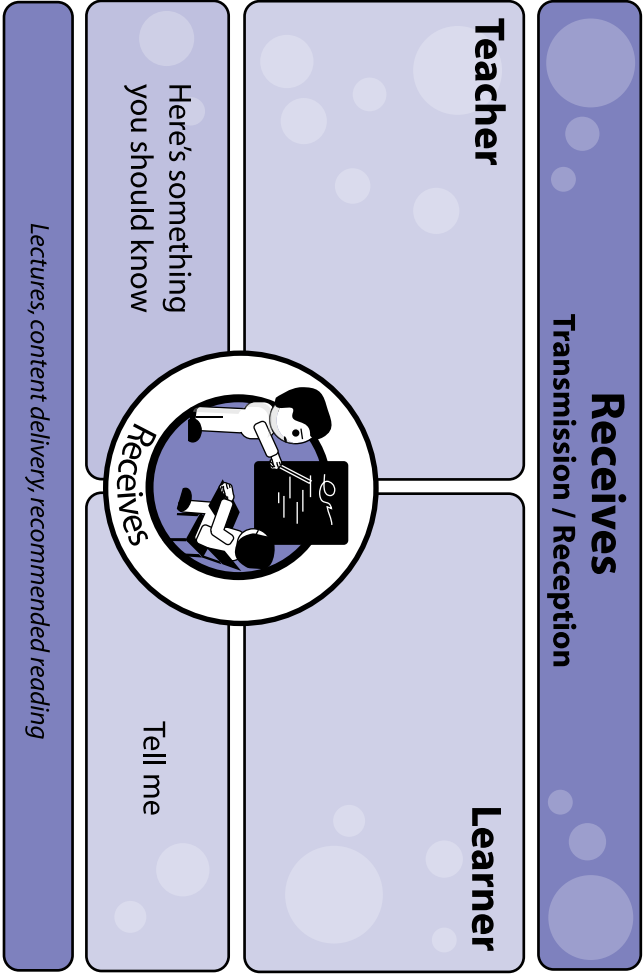 Receives
Transmission / Reception
Teacher
Learner
Receives
Here’s something
you should know
Tell me
Lectures, content delivery, recommended reading